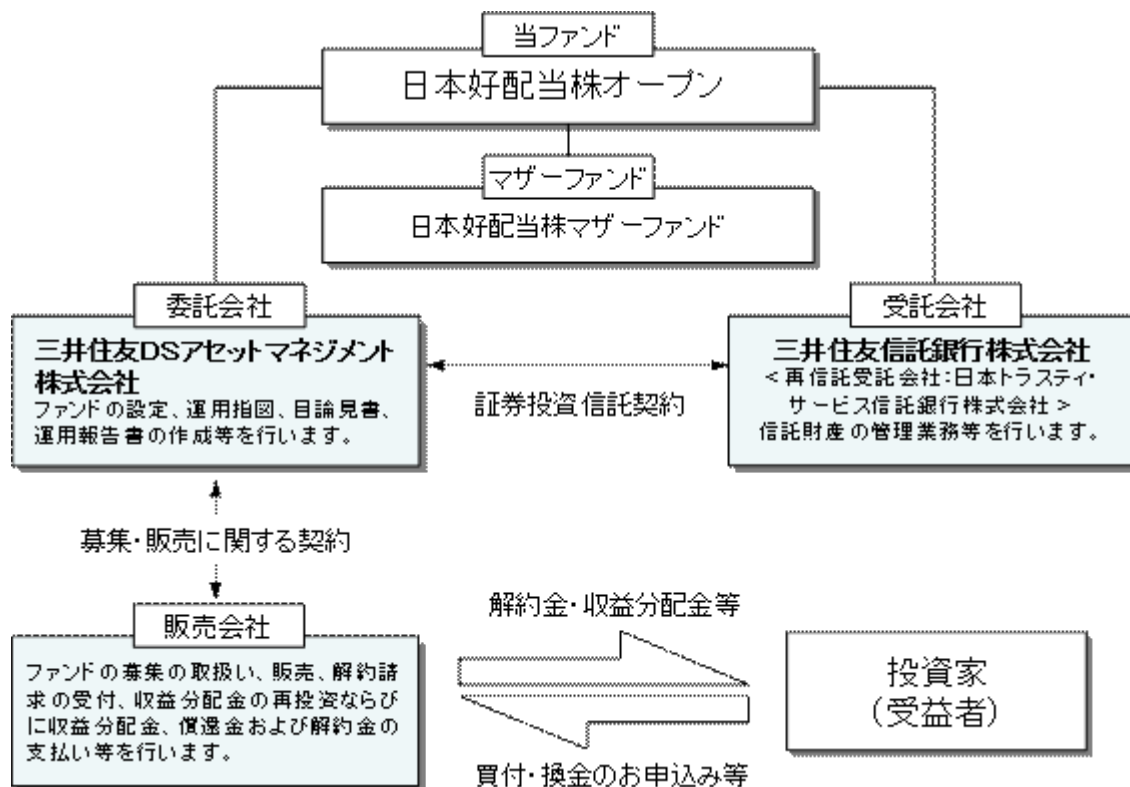 当ファンド
日本好配当株オープン
マザーファンド
日本好配当株マザーファンド
委託会社
三井住友DSアセットマネジメント
株式会社
ファンドの設定、運用指図、目論見書、
運用報告書の作成等を行います。
証券投資信託契約
受託会社
三井住友信託銀行株式会社
<再信託受託会社:日本トラスティ・
サービス信託銀行株式会社>
信託財産の管理業務等を行います。
募集・販売に関する契約
販売会社
ファンドの募集の取扱い、販売、解約請
求の受付、収益分配金の再投資ならび
に収益分配金、償還金および解約金の
支払い等を行います。
解約金・収益分配金等
買付・換金のお申込み等
投資家
(受益者)